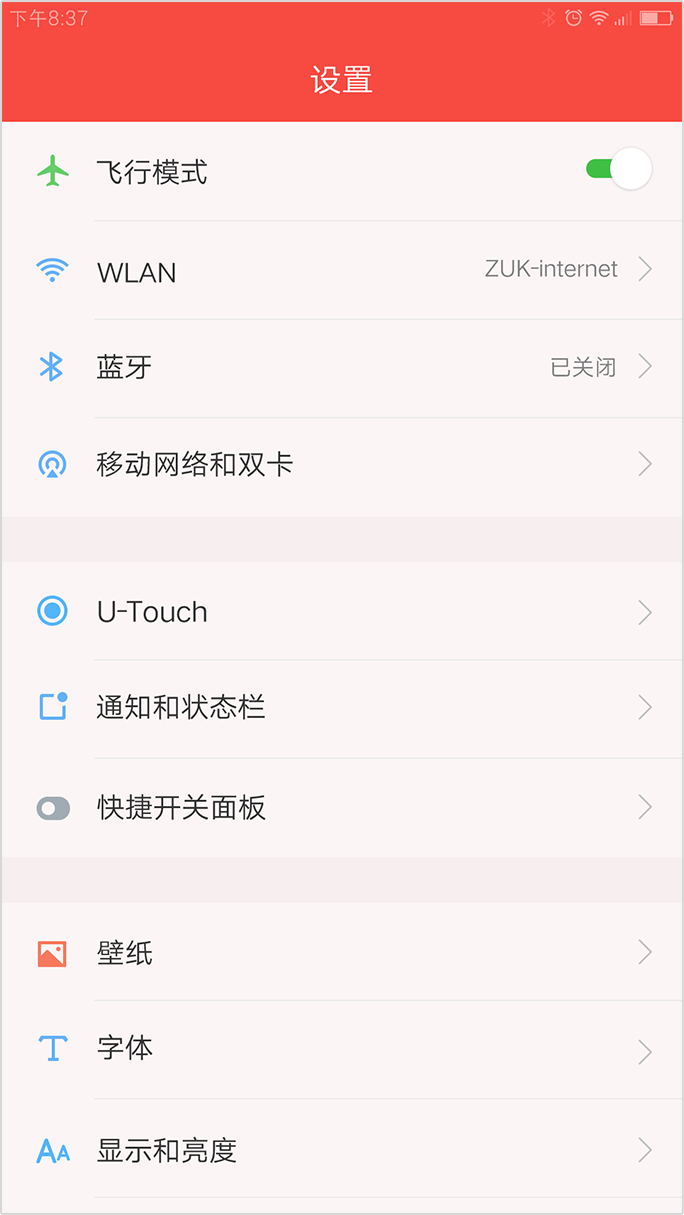 下午8:37
设置
飞行模式
WLAN ZUK-internet
蓝牙 已关闭
移动网络和双卡
U-Touch
通知和状态栏
快捷开关面板
壁纸
字体
显示和亮度